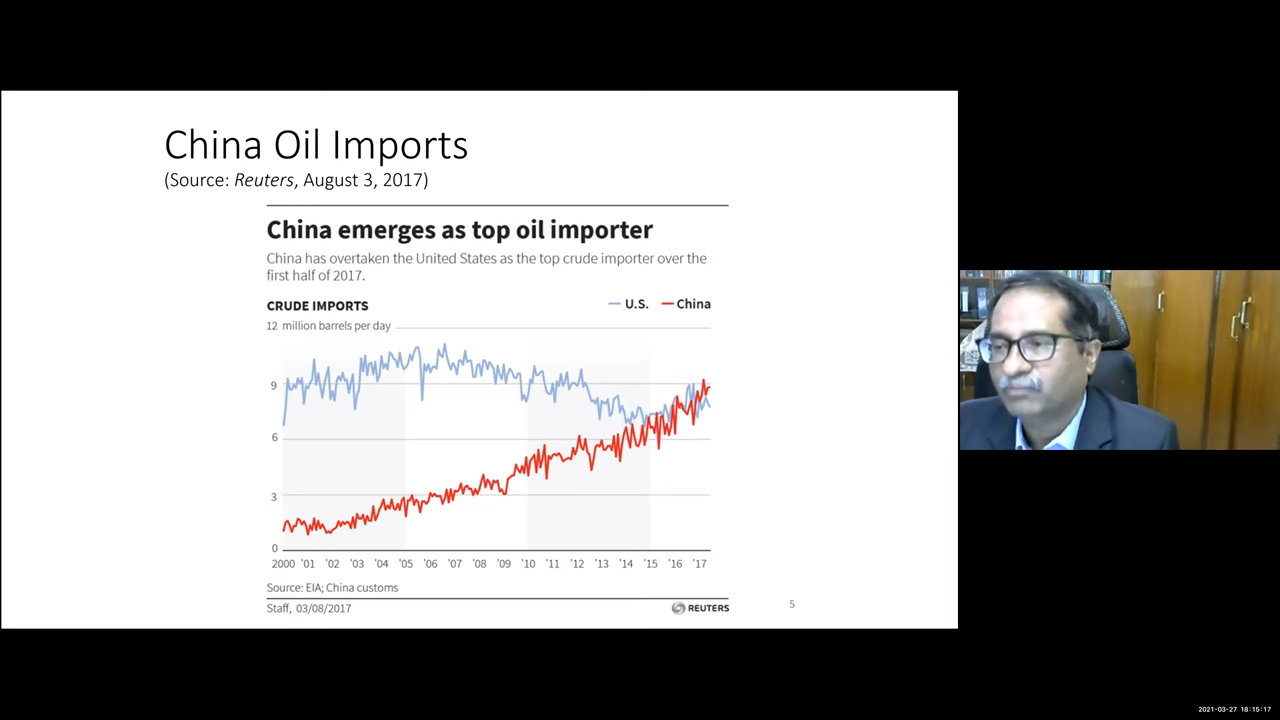 China Oil Imports
(Source: Reuters, August 3, 2017)
China emerges as top oil importer
China has overtaken the United States as the top crude importer over the
first half of 2017.
CRUDE IMPORTS
U.S. China
12 million barrels per day
9
6
3
0
2000 '01 '02 '03 '04 '05 '06 '07 '08 '09 '10 '11 '12 '13 '14 '15 '16 '17
Source: EIA; China customs
Staff, 03/08/2017
REUTERS
5
2021-03-27 18:15:17